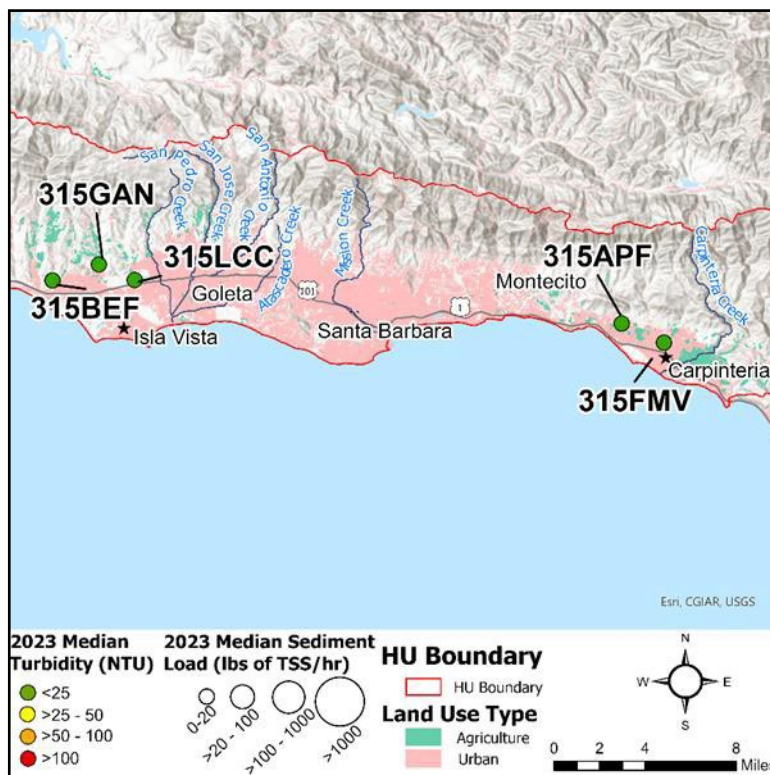 San Pedro Creek
San Jose Creek
San Antonio Creek
Atascadero Creek
Mission Creek
Carpinteria Creek
315GAN
315LCC
315BEF
315APF
315FMV
Goleta
Isla Vista
101
Santa Barbara
1
Montecito
Carpinteria
Esri, CGIAR, USGS
2023 Median
Turbidity (NTU)
<25
>25 - 50
>50 - 100
>100
2023 Median Sediment
Load (lbs of TSS/hr)
0-20
>20 - 100
>100 - 1000
>1000
HU Boundary
HU Boundary
Land Use Type
Agriculture
Urban
N
W
E
S
0 2 4 8
Miles